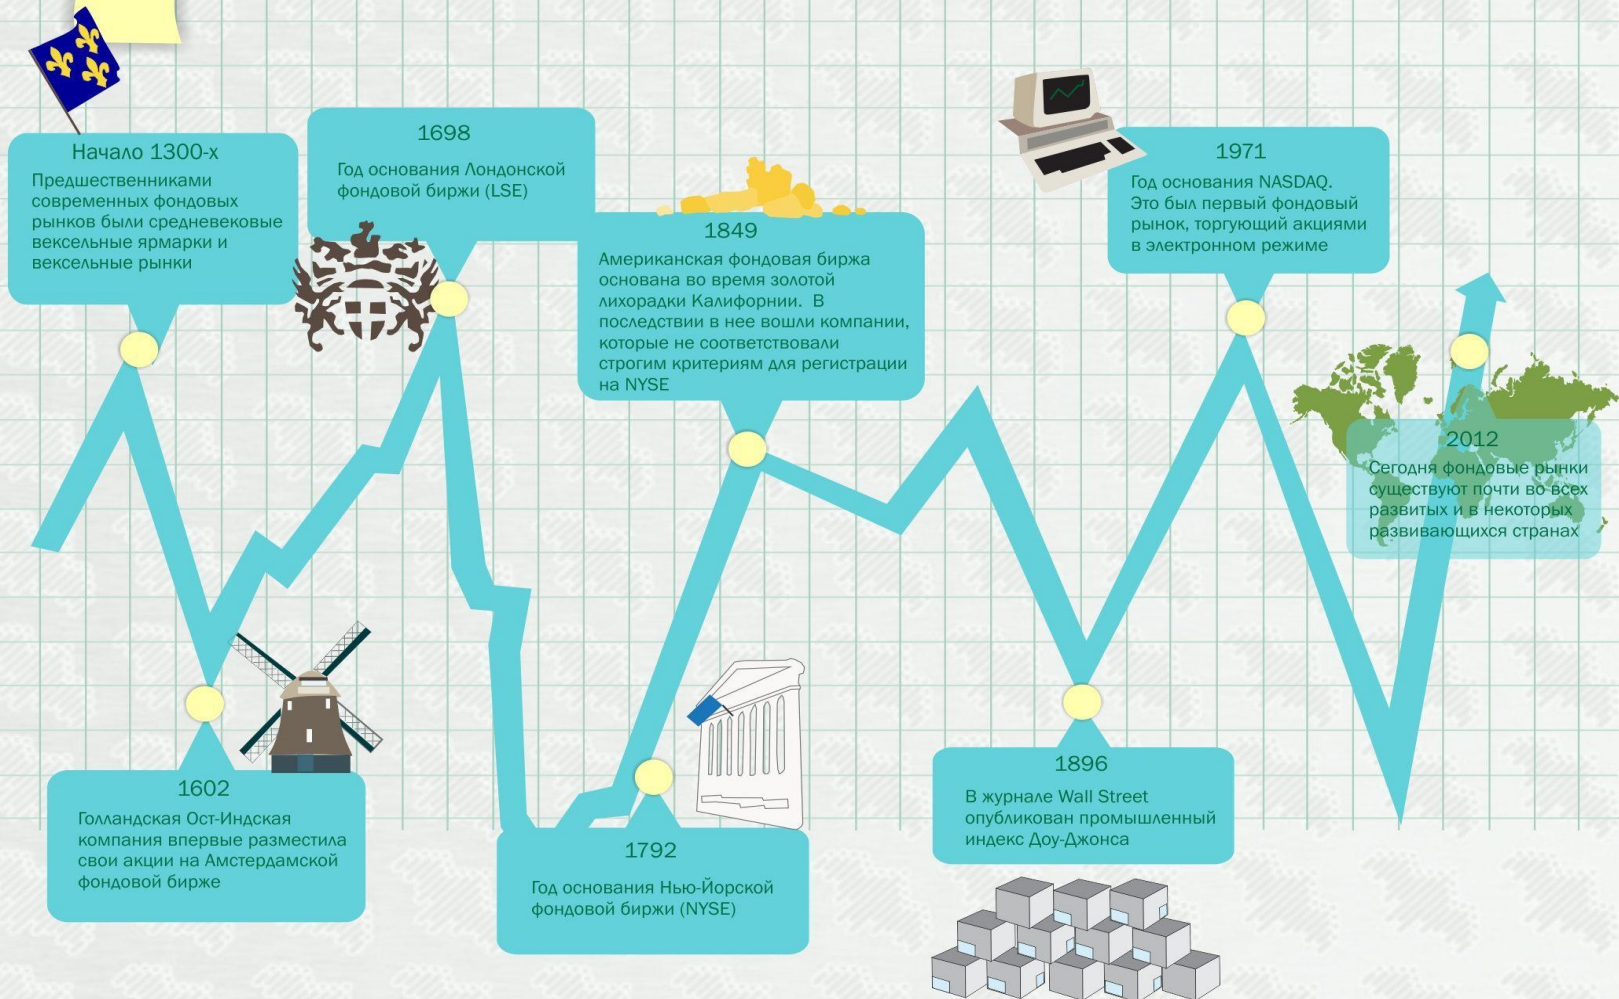 Начало 1300-х
Предшественниками
современных фондовых
рынков были средневековые
вексельные ярмарки и
вексельные рынки
1602
Голландская Ост-Индская
компания впервые разместила
свои акции на Амстердамской
фондовой бирже
1698
Год основания Лондонской
фондовой биржи (LSE)
1792
Год основания Нью-Йорской
фондовой биржи (NYSE)
1849
Американская фондовая биржа
основана во время золотой
лихорадки Калифорнии. В
последствии в нее вошли компании,
которые не соответствовали
строгим критериям для регистрации
на NYSE
1896
В журнале Wall Street
опубликован промышленный
индекс Доу-Джонса
1971
Год основания NASDAQ.
Это был первый фондовый
рынок, торгующий акциями
в электронном режиме
2012
Сегодня фондовые рынки
существуют почти во всех
развитых и в некоторых
развивающихся странах